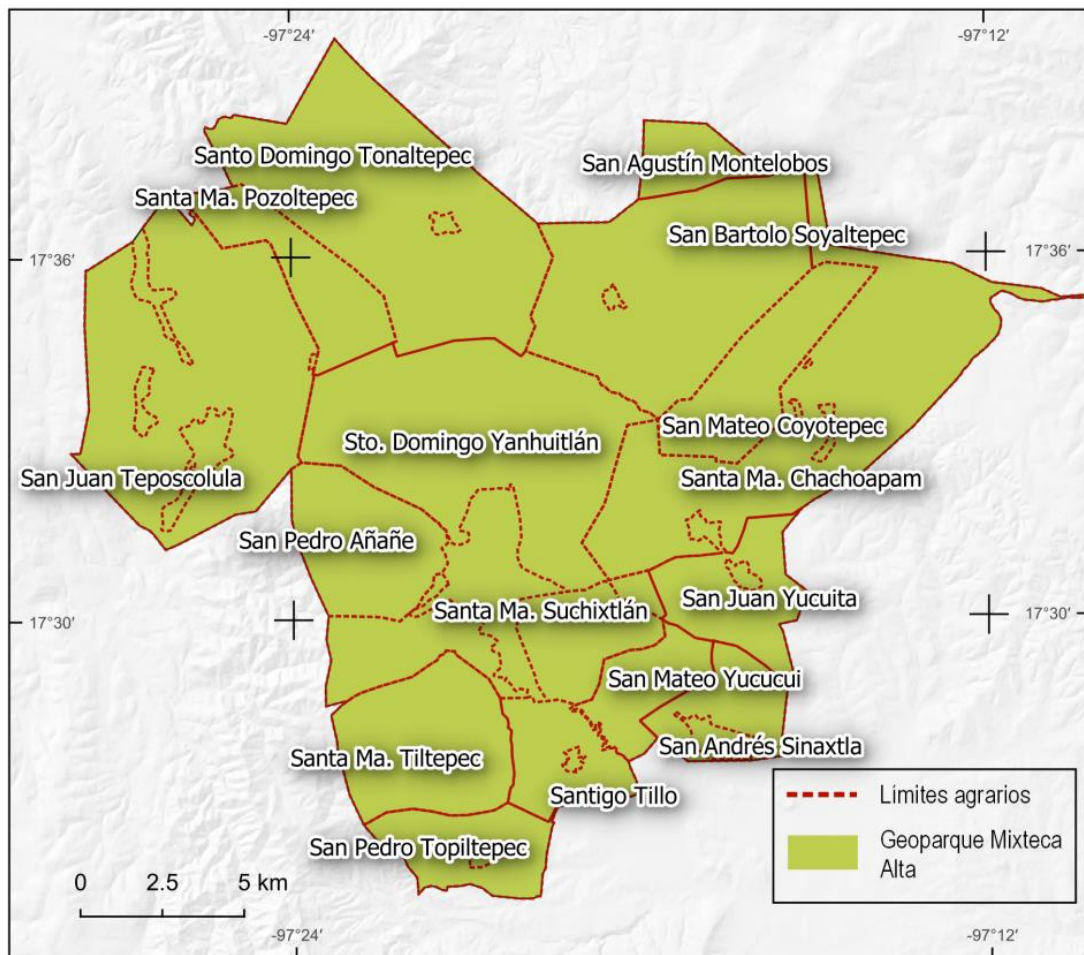 -97°24'
-97°12'
Santo Domingo Tonaltepec
San Agustín Montelobos
Santa Ma. Pozoltepec
San Bartolo Soyaltepec
17°36'
17°36'
San Mateo Coyotepec
Sto. Domingo Yanhuitlán
San Juan Teposcolula
Santa Ma. Chachoapam
San Pedro Añañe
San Juan Yucuita
Santa Ma. Suchixtlán
17°30'
17°30'
San Mateo Yucucui
San Andrés Sinaxtla
Santa Ma. Tiltepec
Santigo Tillo
San Pedro Topiltepec
Límites agrarios
Geoparque Mixteca
Alta
0 2.5 5 km
-97°24'
-97°12'